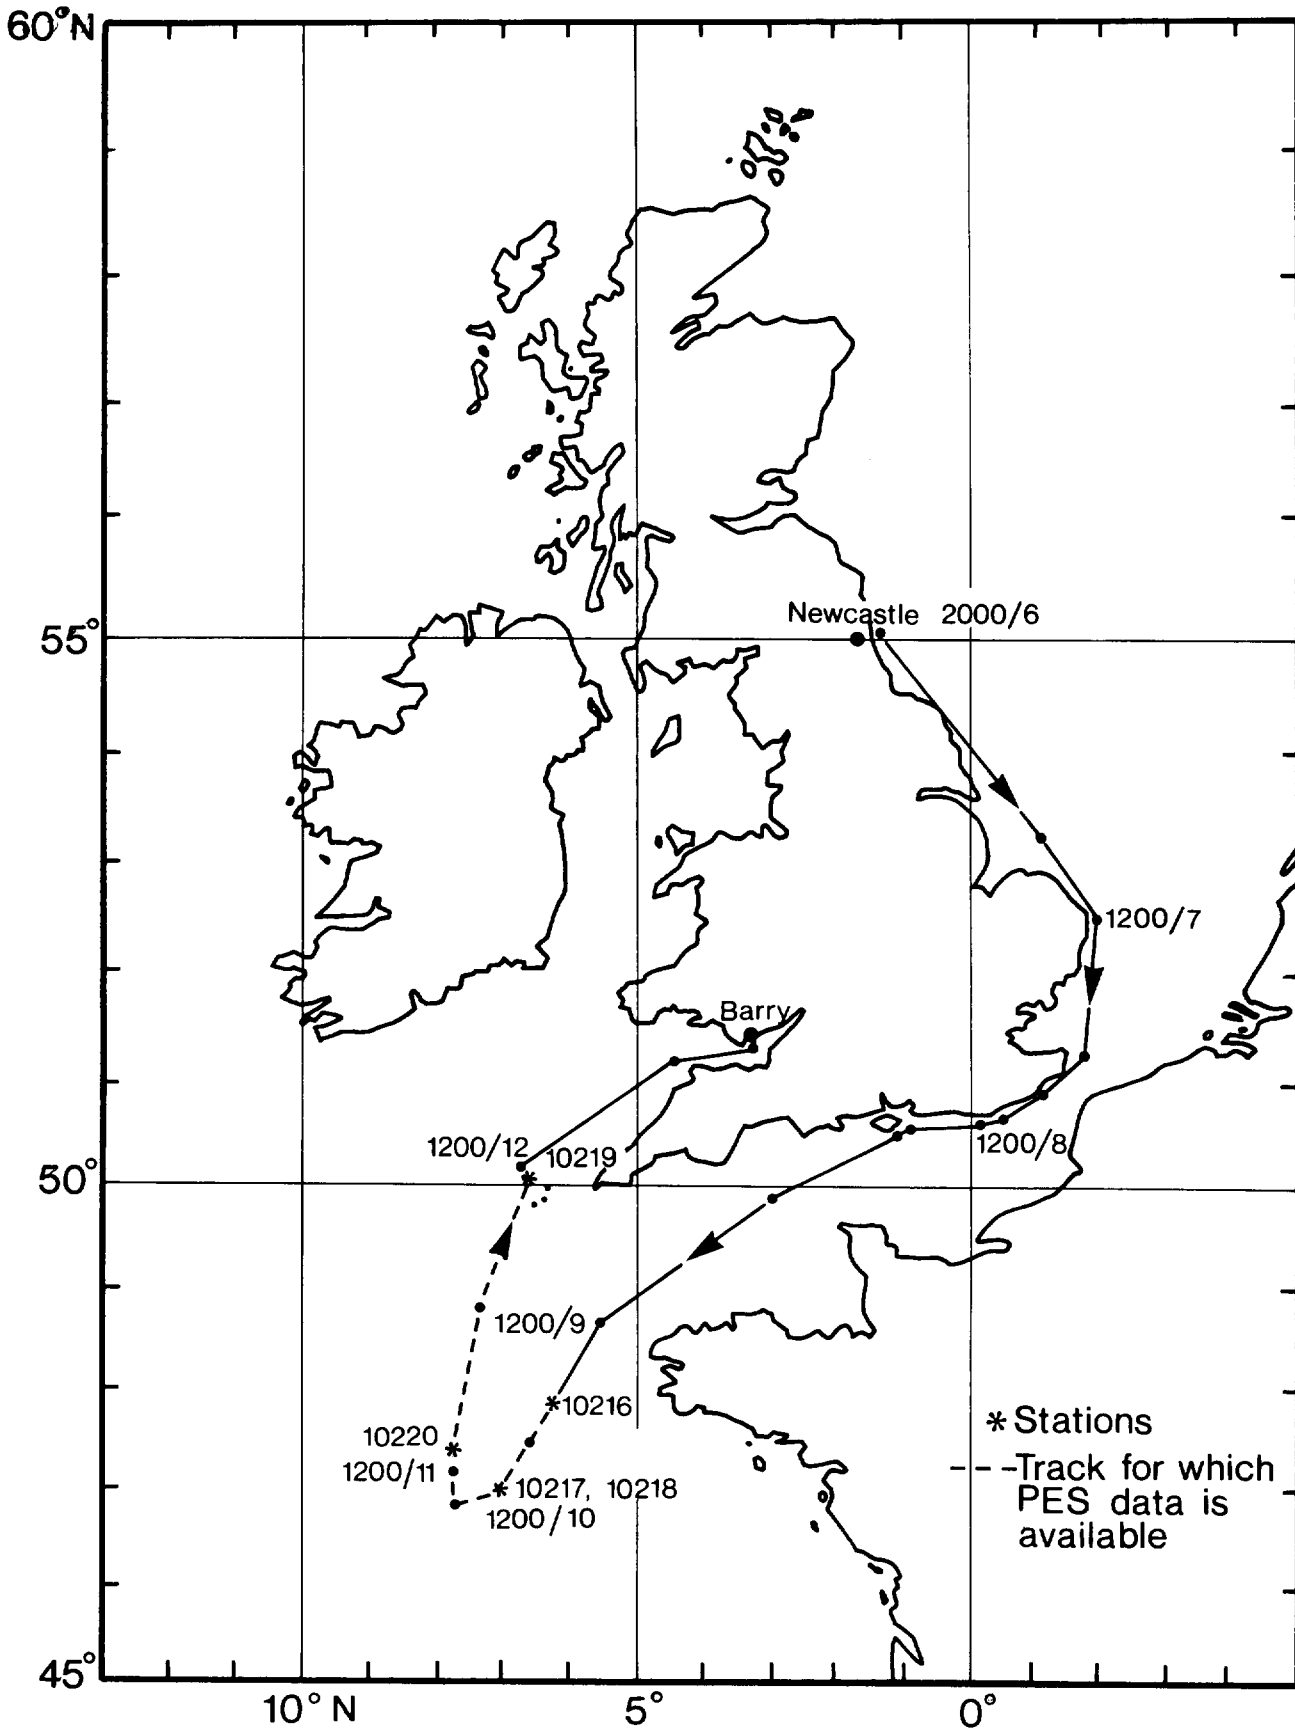 60°N
Newcastle 2000/6
55°
1200/7
Barry
1200/12 10219
1200/8
50°
1200/9
10216
10220
1200/11
10217, 10218
1200/10
* Stations
---Track for which
PES data is
available
45°
10° N 5° 0°